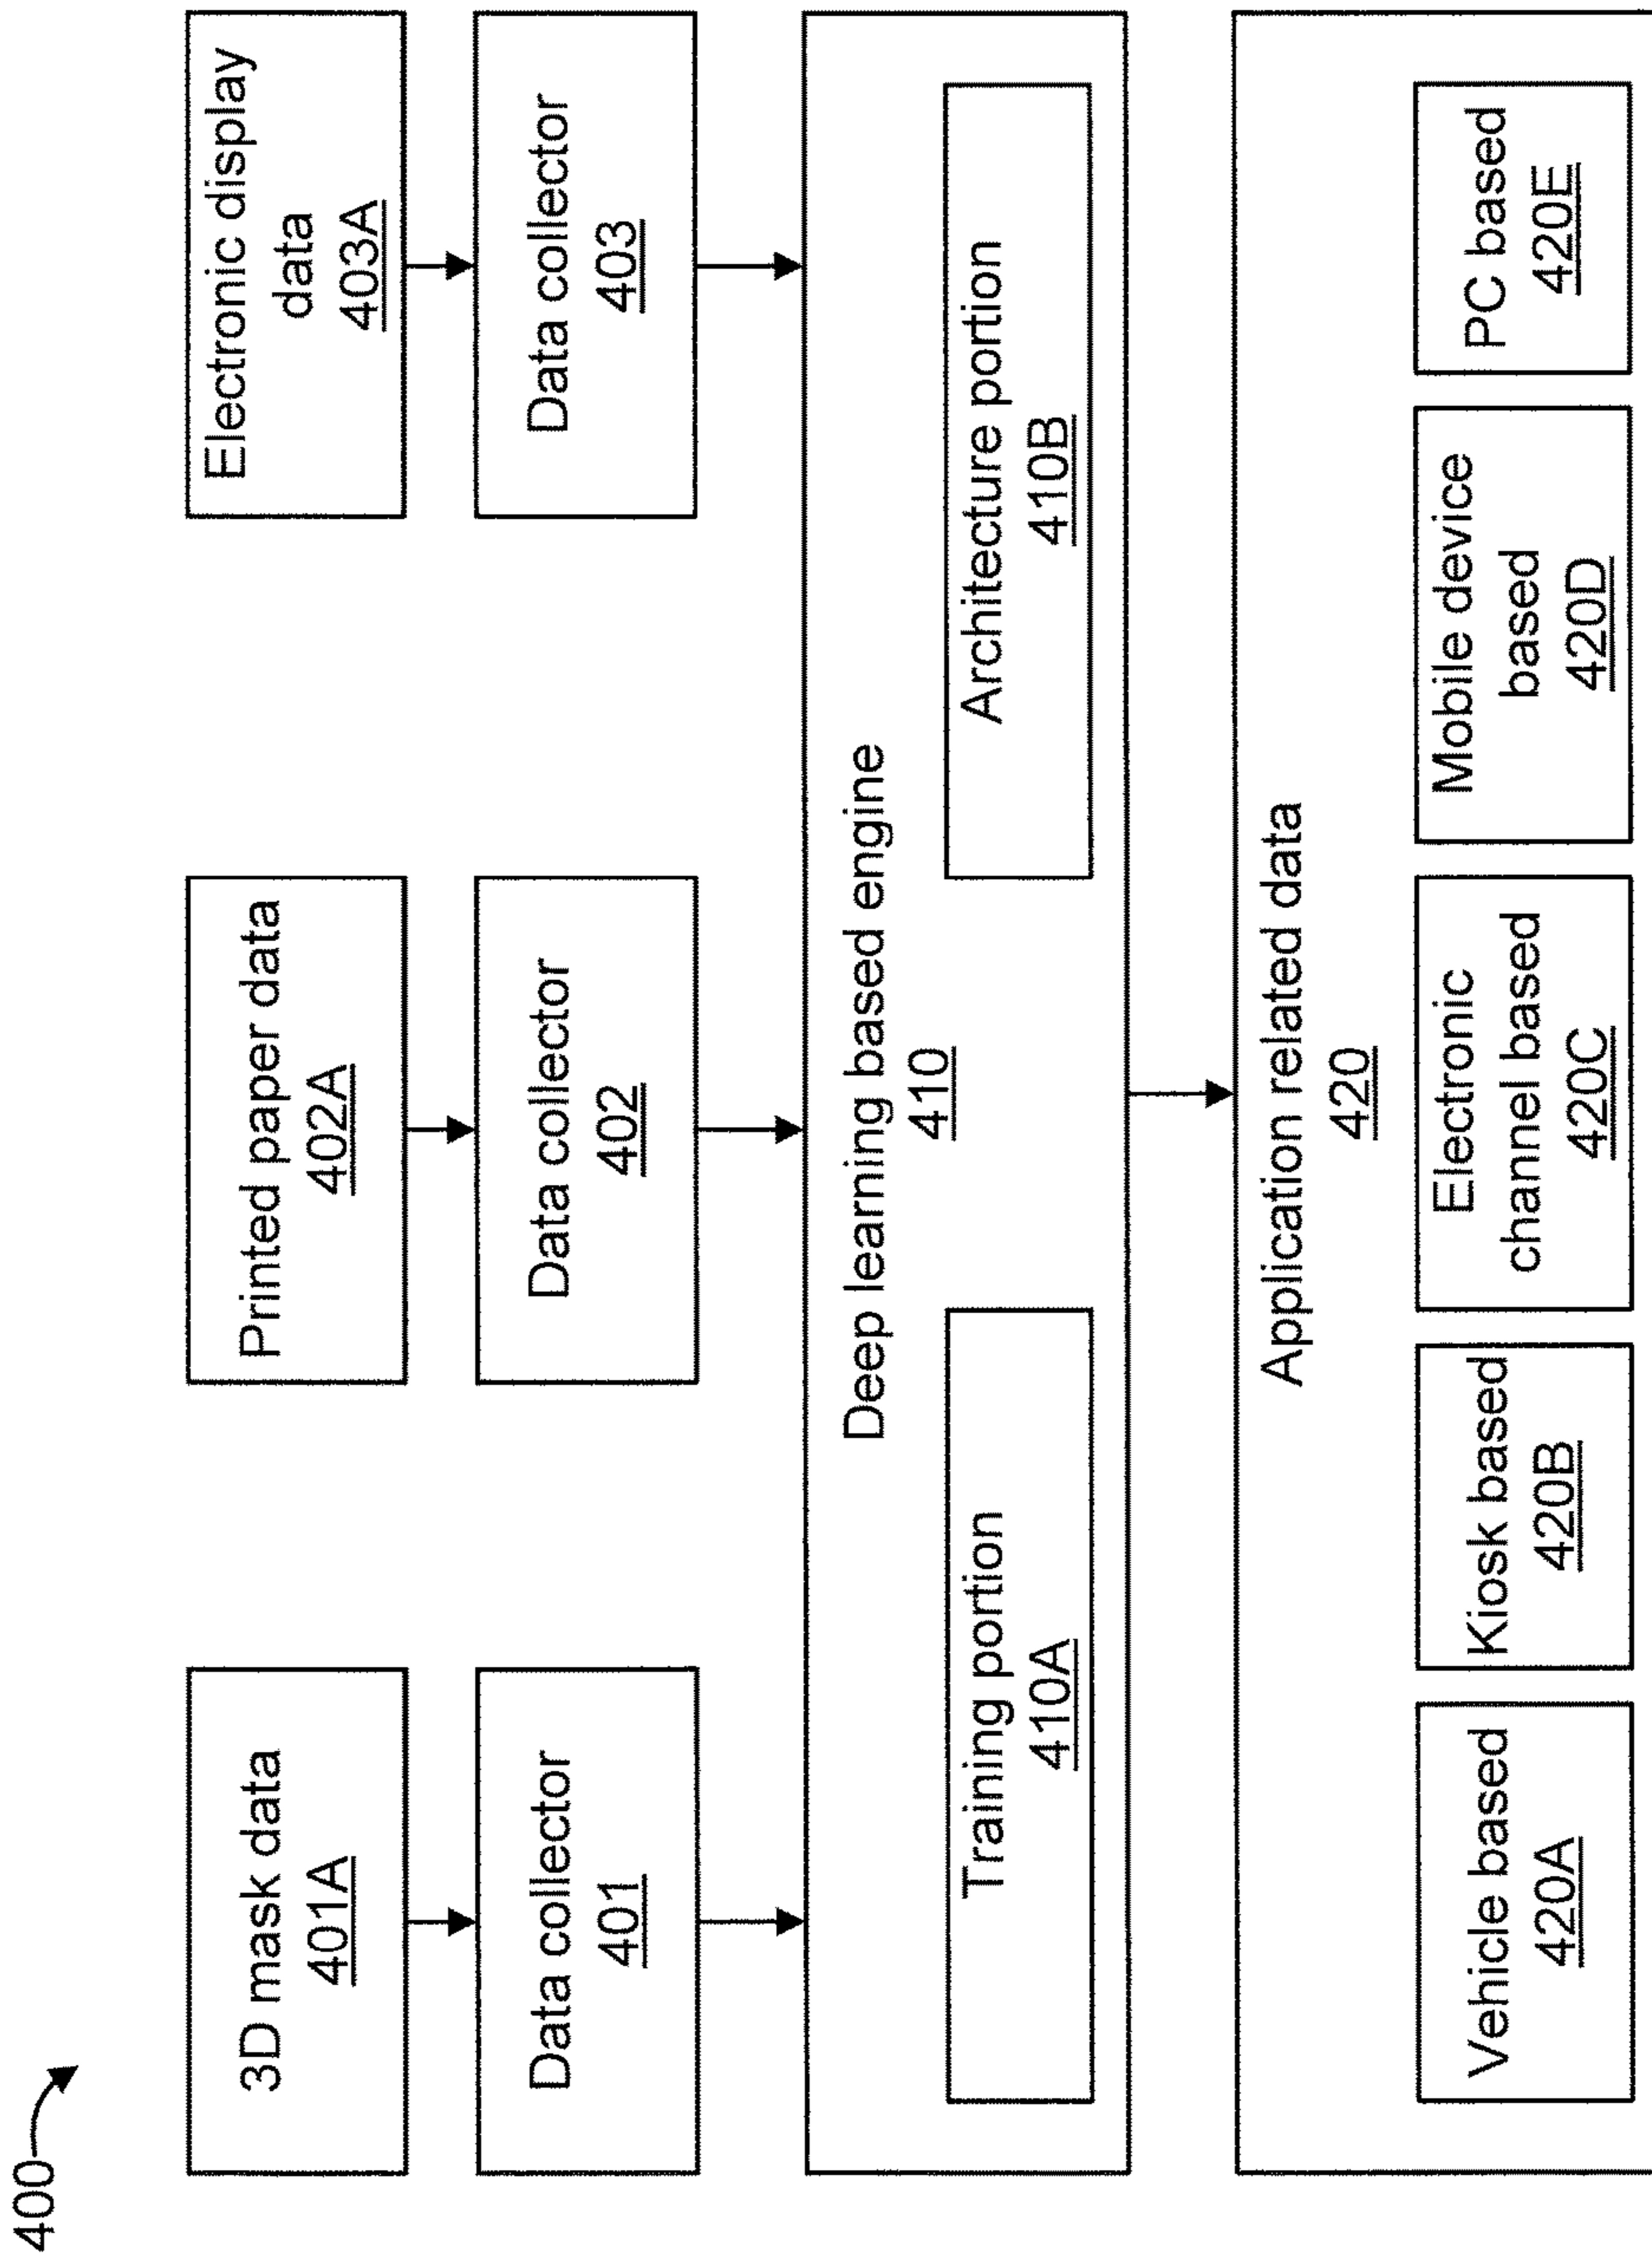 400
3D mask data
401A
Printed paper data
402A
Electronic display
data
403A
Data collector
401
Data collector
402
Data collector
403
Deep learning based engine
410
Training portion
410A
Architecture portion
410B
Application related data
420
Vehicle based
420A
Kiosk based
420B
Electronic
channel based
420C
Mobile device
based
420D
PC based
420E